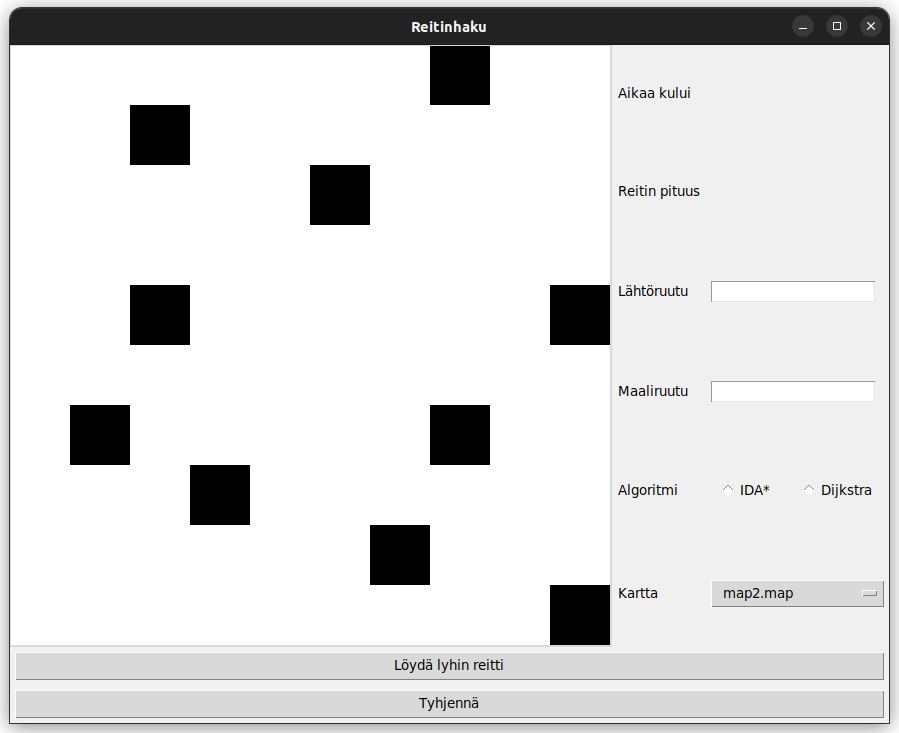 Reitinhaku
Aikaa kului
Reitin pituus
Lähtöruutu
Maaliruutu
Algoritmi IDA* Dijkstra
Kartta map2.map
Löydä lyhin reitti
Tyhjennä